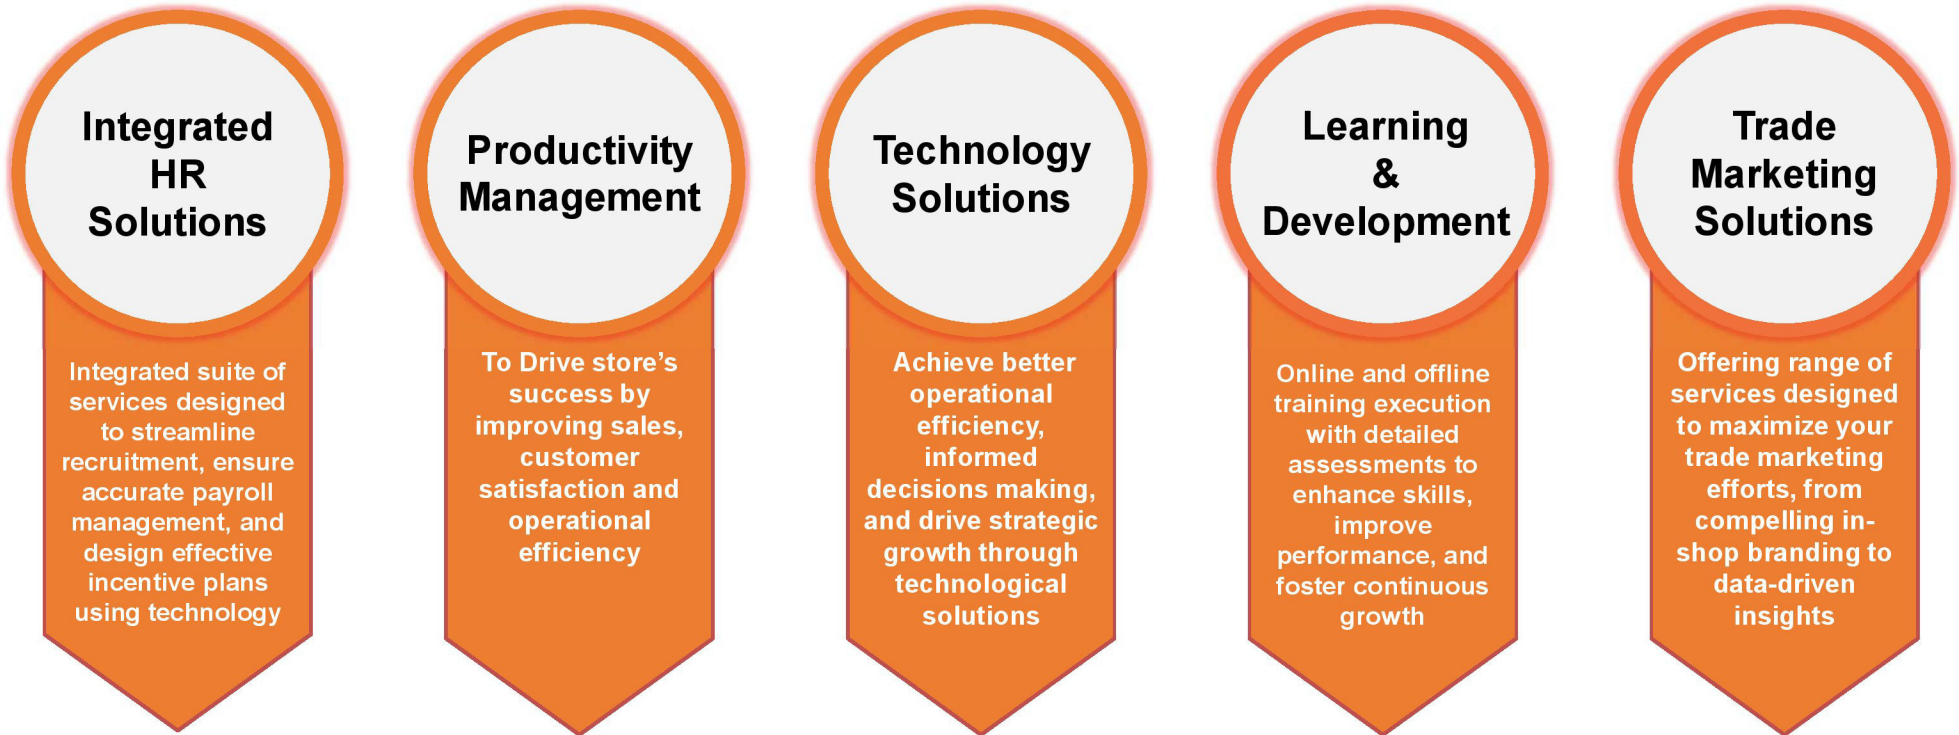 Integrated
HR
Solutions
Integrated suite of
services designed
to streamline
recruitment, ensure
accurate payroll
management, and
design effective
incentive plans
using technology
Productivity
Management
To Drive store’s
success by
improving sales,
customer
satisfaction and
operational
efficiency
Technology
Solutions
Achieve better
operational
efficiency,
informed
decisions making,
and drive strategic
growth through
technological
solutions
Learning
&
Development
Online and offline
training execution
with detailed
assessments to
enhance skills,
improve
performance, and
foster continuous
growth
Trade
Marketing
Solutions
Offering range of
services designed
to maximize your
trade marketing
efforts, from
compelling in-
shop branding to
data-driven
insights